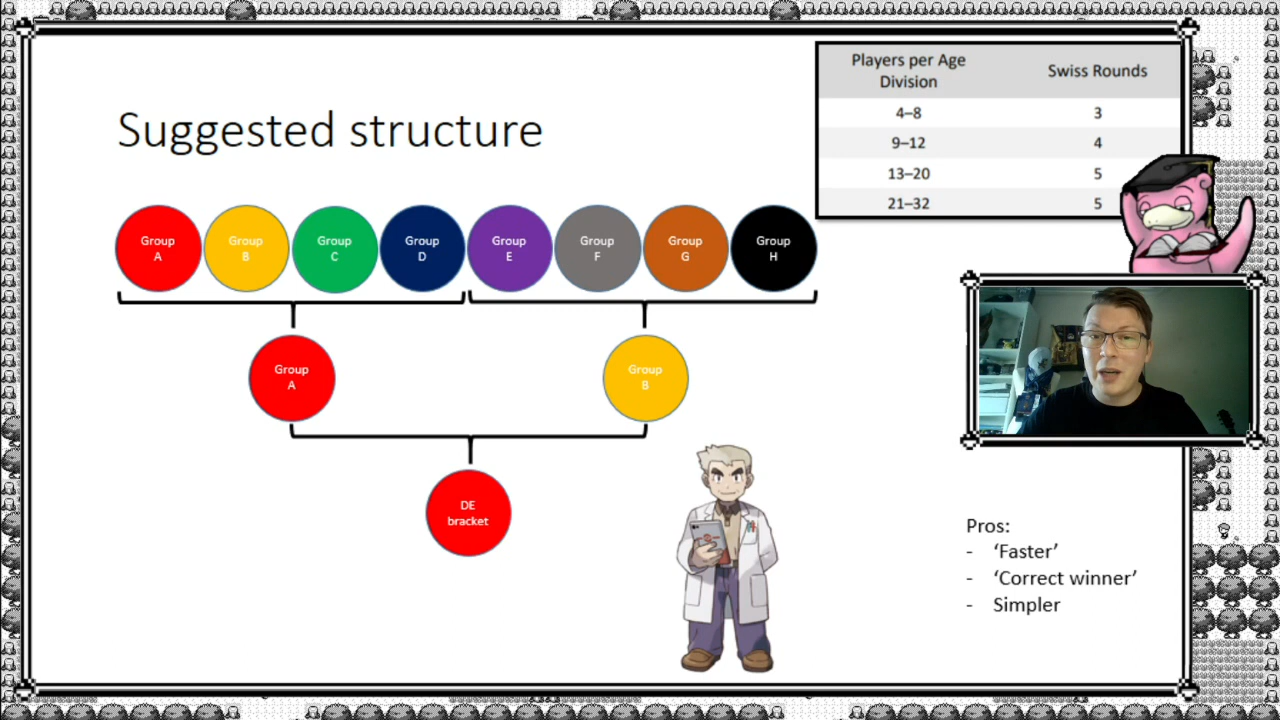 Suggested structure
Players per Age
Division
Swiss Rounds
4–8 3
9–12 4
13–20 5
21–32 5
Group
A
Group
B
Group
C
Group
D
Group
E
Group
F
Group
G
Group
H
Group
A
Group
B
DE
bracket
Pros:
- ‘Faster’
- ‘Correct winner’
- Simpler